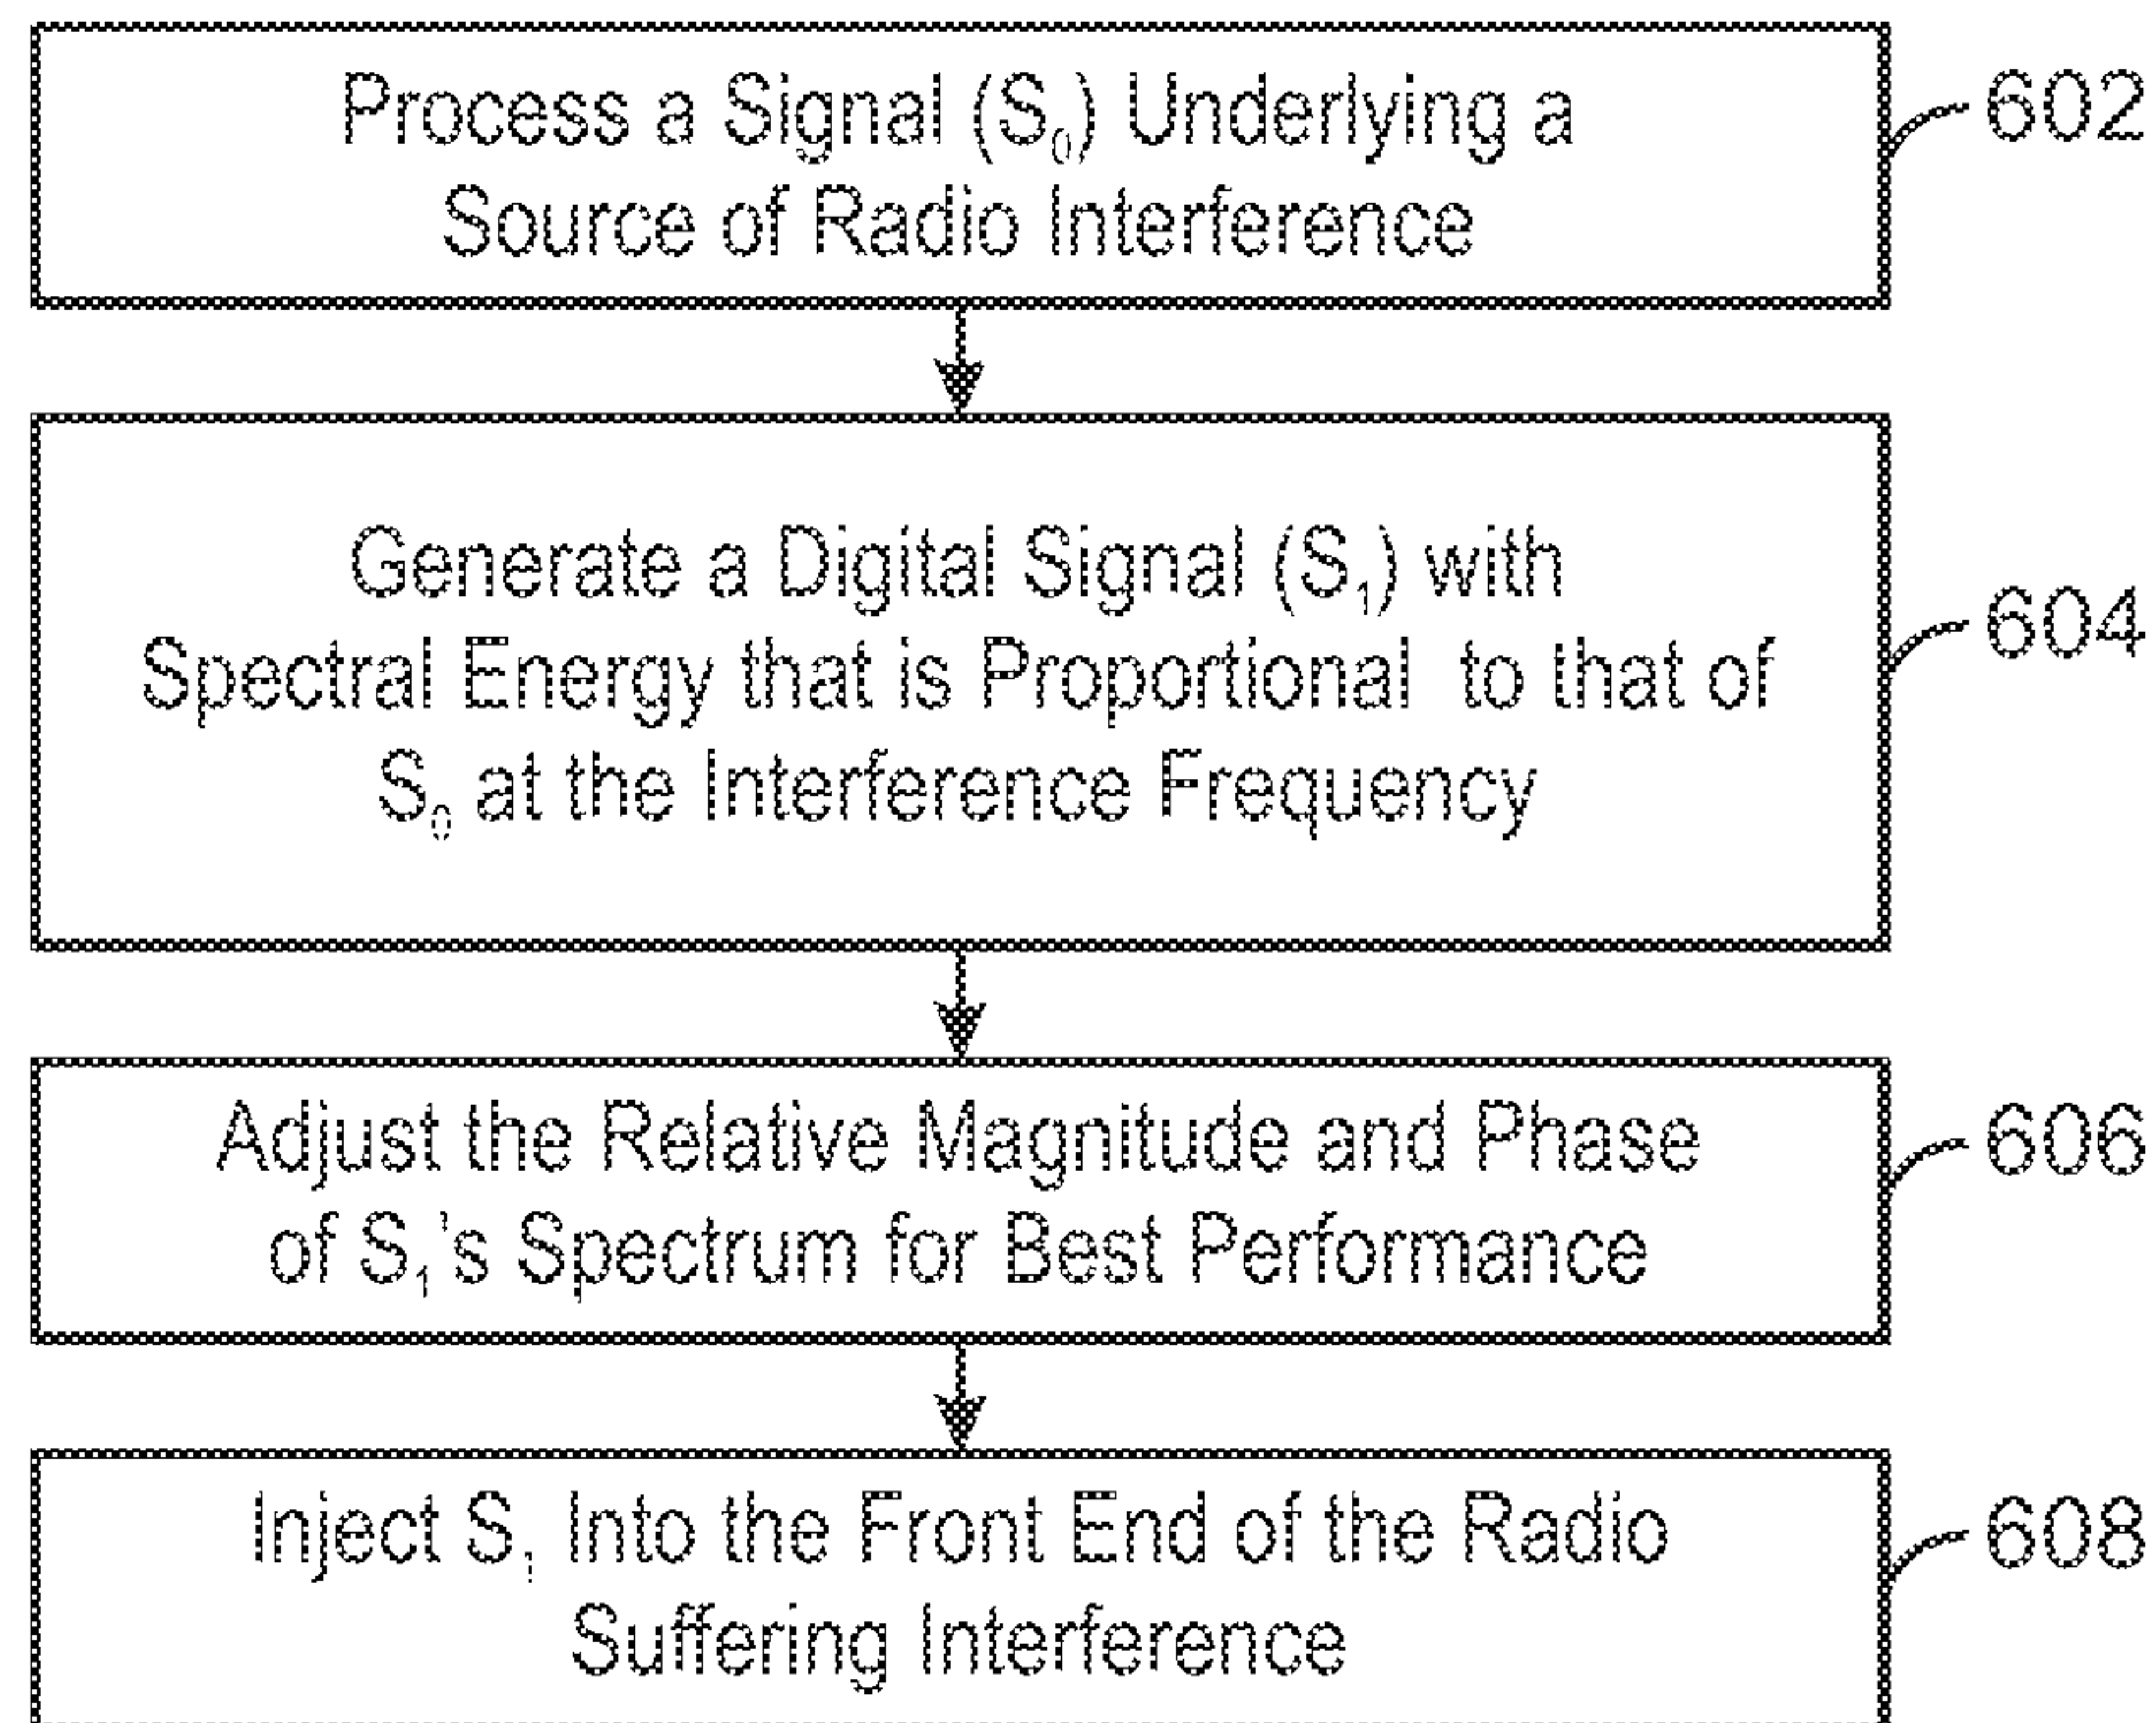 Process a Signal (S₀) Underlying a
Source of Radio Interference
602
Generate a Digital Signal (S₁) with
Spectral Energy that is Proportional to that of
S₀ at the Interference Frequency
604
Adjust the Relative Magnitude and Phase
of S₁'s Spectrum for Best Performance
606
Inject S₁ Into the Front End of the Radio
Suffering Interference
608